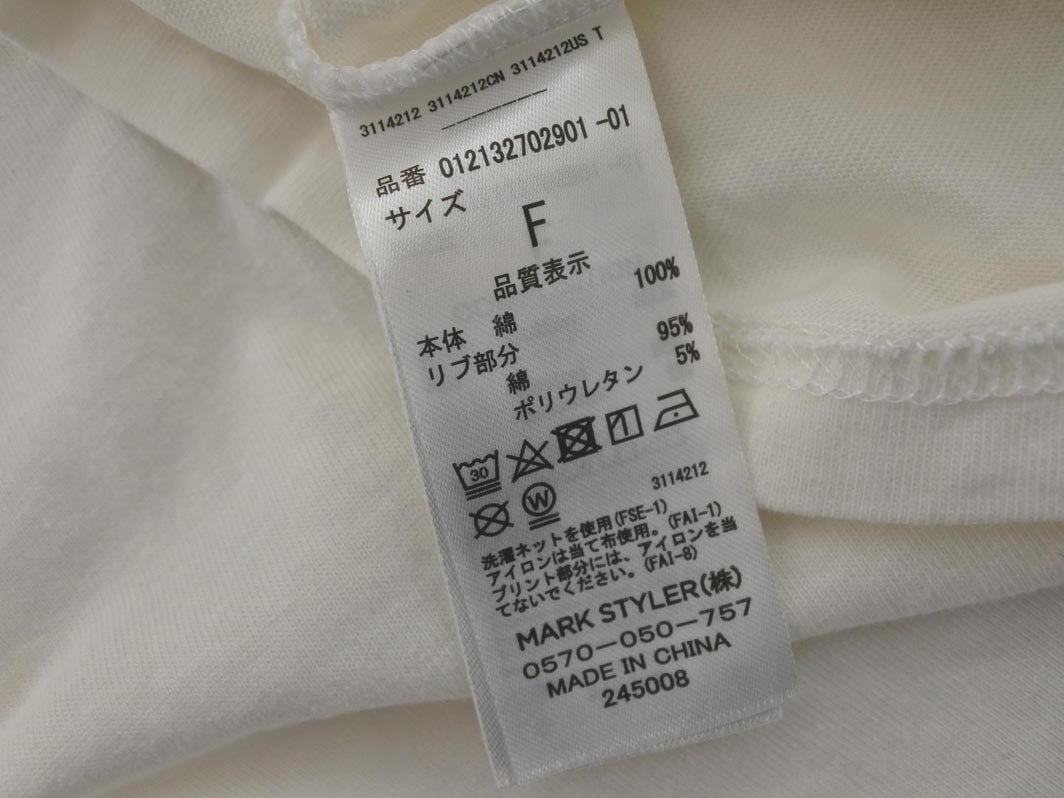 3114212 3114212CN 3114212US T
-------
品番 012132702901 -01
サイズ
F
品質表示
本体 綿 100%
リブ部分
綿 95%
ポリウレタン 5%
30
W
3114212
洗濯ネットを使用(FSE-1)
アイロンは当て布使用。(FAI-1)
プリント部分には、アイロンを当
てないでください。(FAI-8)
MARK STYLER(株)
0570-050-757
MADE IN CHINA
245008